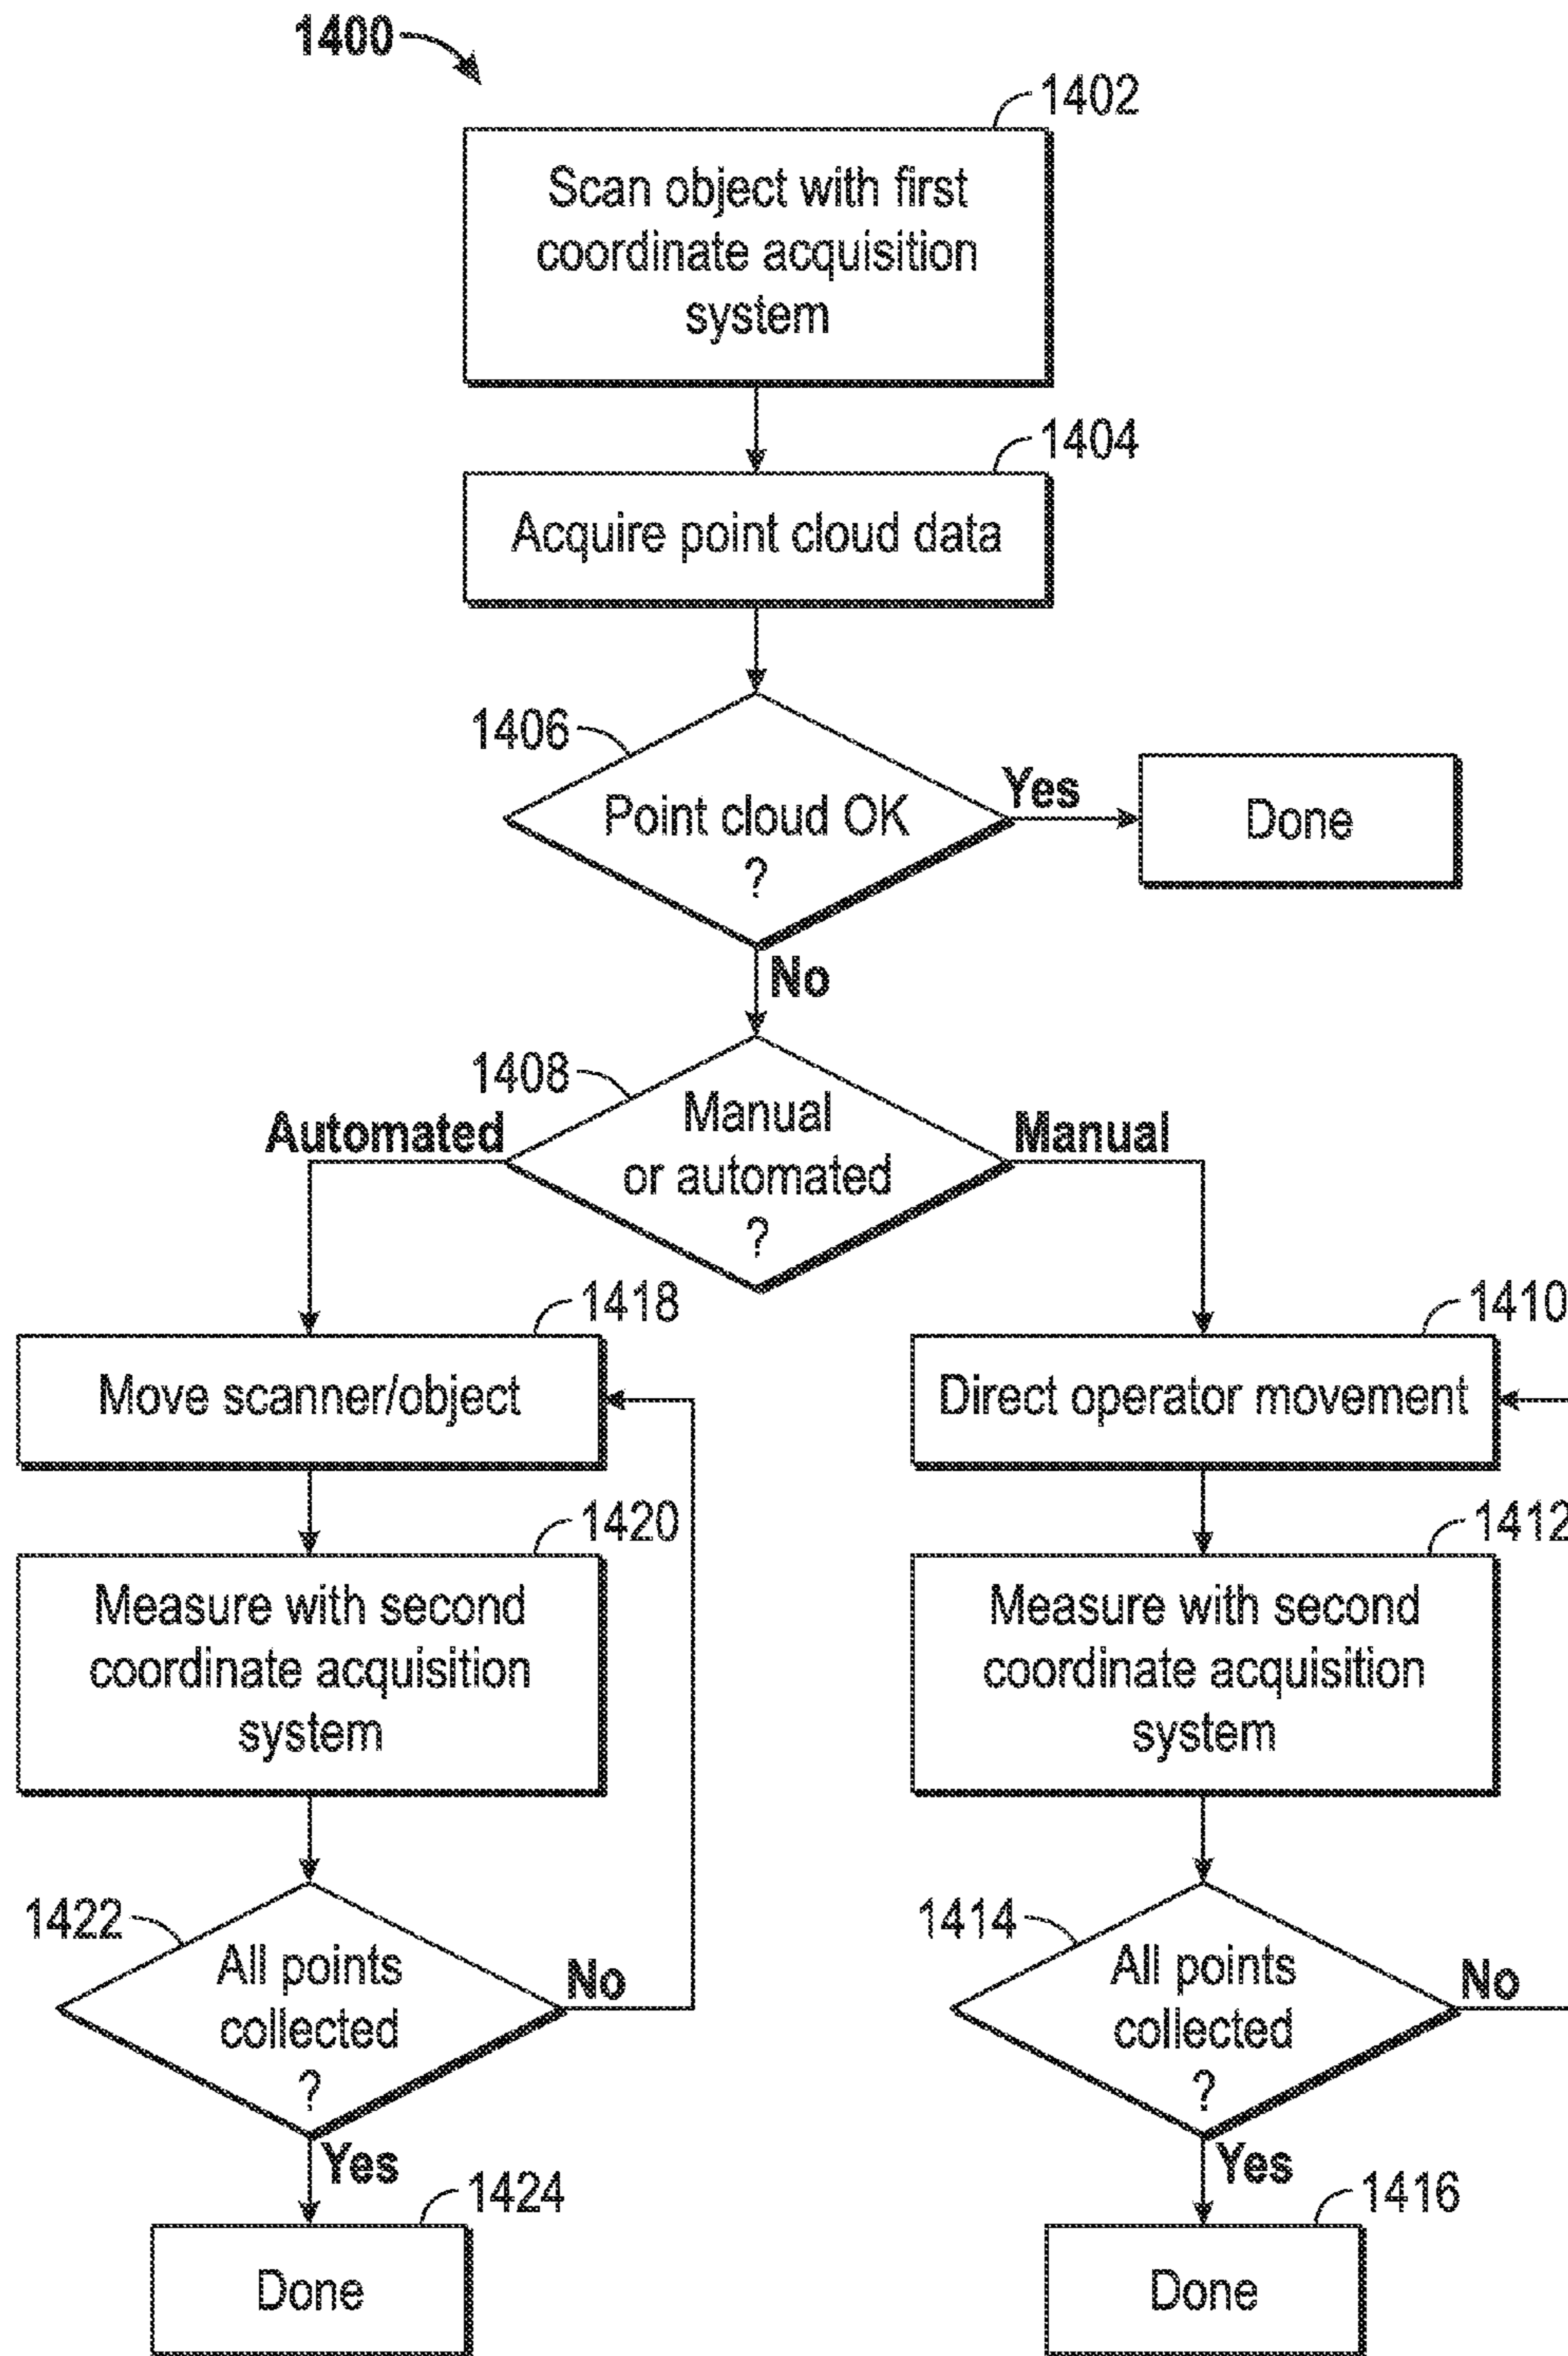 1400
1402
Scan object with first
coordinate acquisition
system
1404
Acquire point cloud data
1406
Point cloud OK
?
Yes
Done
No
1408
Manual
or automated
?
Automated
Manual
1418
Move scanner/object
1420
Measure with second
coordinate acquisition
system
1422
All points
collected
?
No
Yes
1424
Done
1410
Direct operator movement
1412
Measure with second
coordinate acquisition
system
1414
All points
collected
?
No
Yes
1416
Done